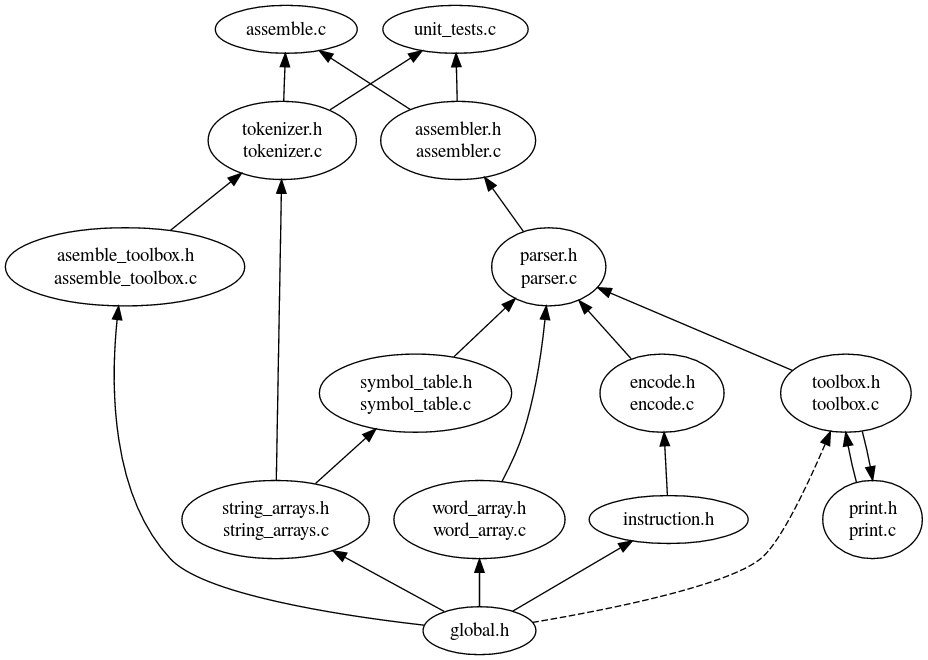 assemble.c
unit_tests.c
tokenizer.h
tokenizer.c
assembler.h
assembler.c
asemble_toolbox.h
assemble_toolbox.c
parser.h
parser.c
symbol_table.h
symbol_table.c
encode.h
encode.c
toolbox.h
toolbox.c
string_arrays.h
string_arrays.c
word_array.h
word_array.c
instruction.h
print.h
print.c
global.h